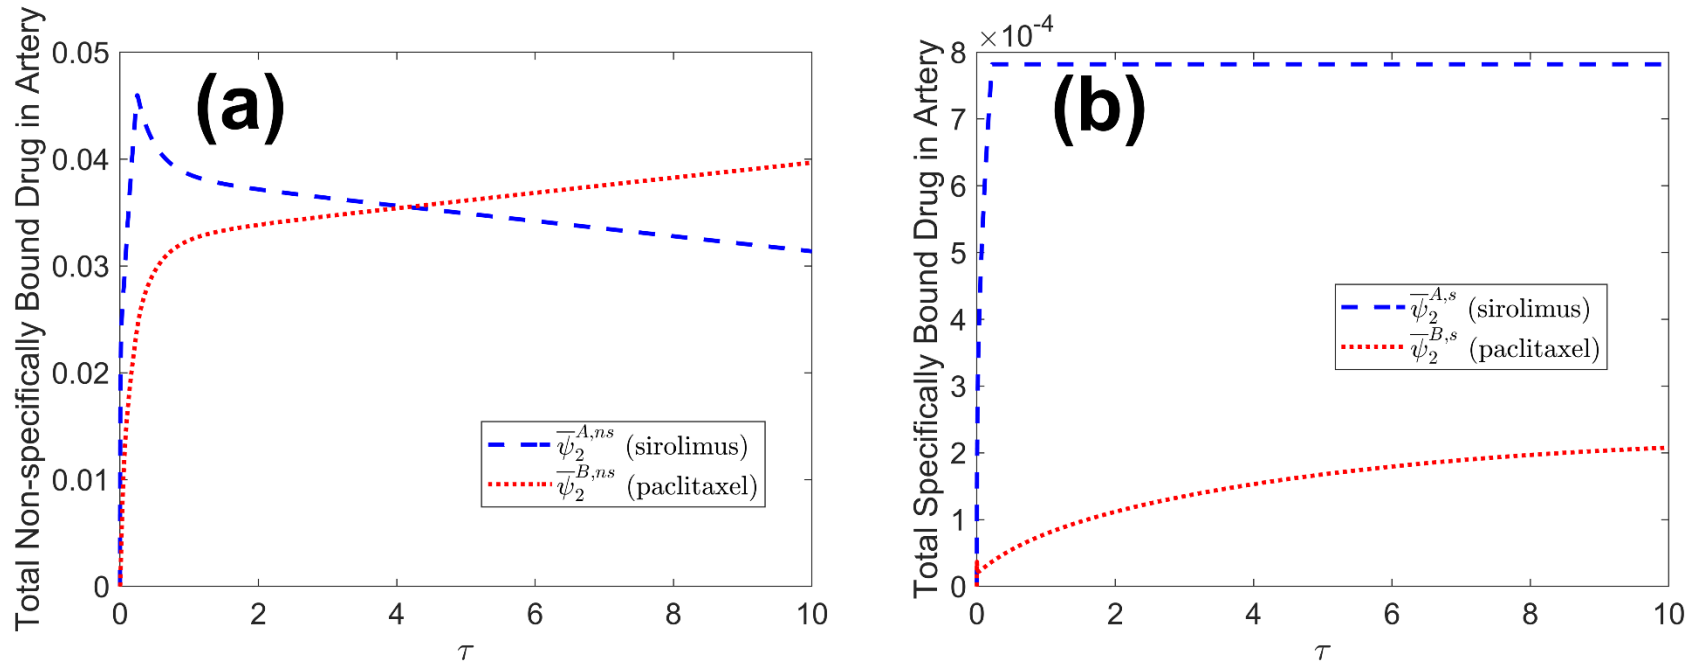 (a)
Total Non-specifically Bound Drug in Artery
0.05
0.04
0.03
0.02
0.01
0
0 2 4 6 8 10
τ
ψ̅₂^{A,ns} (sirolimus)
ψ̅₂^{B,ns} (paclitaxel)
(b)
Total Specifically Bound Drug in Artery
×10⁻⁴
8
7
6
5
4
3
2
1
0
0 2 4 6 8 10
τ
ψ̅₂^{A,s} (sirolimus)
ψ̅₂^{B,s} (paclitaxel)